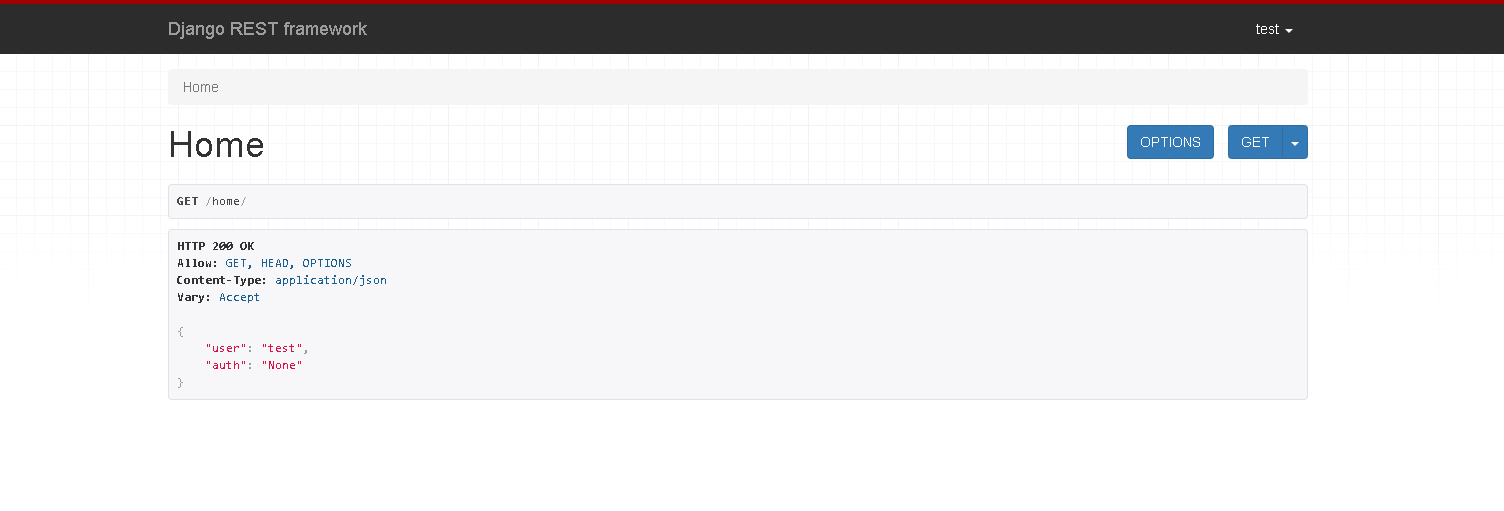 Django REST framework
test
Home
Home
OPTIONS
GET
GET /home/
HTTP 200 OK
Allow: GET, HEAD, OPTIONS
Content-Type: application/json
Vary: Accept
{
    "user": "test",
    "auth": "None"
}